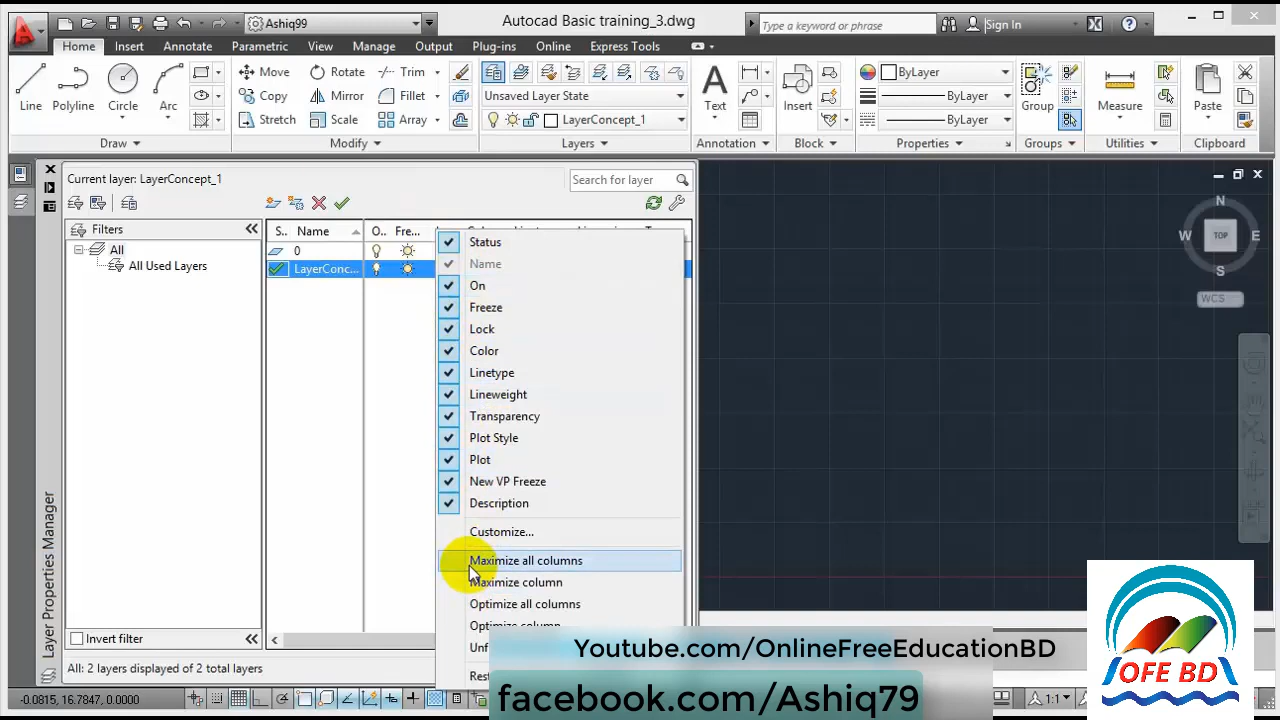 Ashiq99
Autocad Basic training_3.dwg
Type a keyword or phrase
Sign In
Home Insert Annotate Parametric View Manage Output Plug-ins Online Express Tools
Line Polyline Circle Arc
Move Rotate Trim
Copy Mirror Fillet
Stretch Scale Array
Unsaved Layer State
LayerConcept_1
Text
Insert
ByLayer
ByLayer
ByLayer
Group
Measure
Paste
Draw Modify Layers Annotation Block Properties Groups Utilities Clipboard
Current layer: LayerConcept_1
Search for layer
Filters
All
All Used Layers
S.. Name O.. Fre...
0
LayerConc...
Status
Name
On
Freeze
Lock
Color
Linetype
Lineweight
Transparency
Plot Style
Plot
New VP Freeze
Description
Customize...
Maximize all columns
Maximize column
Optimize all columns
Optimize column
Unf
Rest
Invert filter
All: 2 layers displayed of 2 total layers
Layer Properties Manager
N
W TOP E
S
WCS
-0.0815, 16.7847, 0.0000
1:1
Youtube.com/OnlineFreeEducationBD
facebook.com/Ashiq79
OFE BD